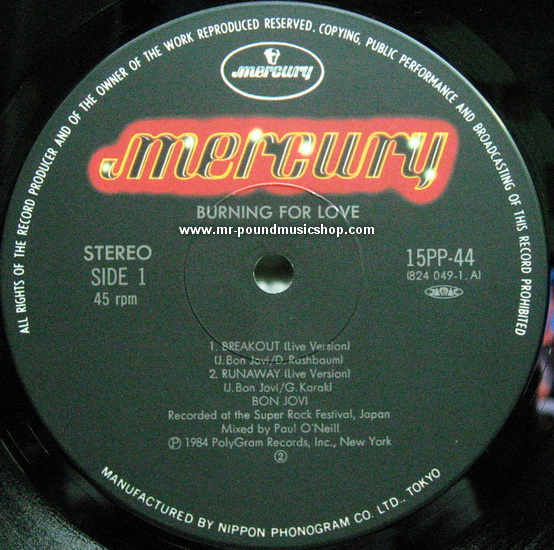 ALL RIGHTS OF THE RECORD PRODUCER AND OF THE OWNER OF THE WORK REPRODUCED RESERVED. COPYING, PUBLIC PERFORMANCE AND BROADCASTING OF THIS RECORD PROHIBITED
mercury
mercury
BURNING FOR LOVE
www.mr-poundmusicshop.com
STEREO
SIDE 1
45 rpm
15PP-44
(824 049-1. A)
JASRAC
1. BREAKOUT (Live Version)
(J. Bon Jovi/D. Rashbaum)
2. RUNAWAY (Live Version)
(J. Bon Jovi/G. Karak)
BON JOVI
Recorded at the Super Rock Festival, Japan
Mixed by Paul O'Neill
Ⓟ 1984 PolyGram Records, Inc., New York
②
MANUFACTURED BY NIPPON PHONOGRAM CO. LTD., TOKYO